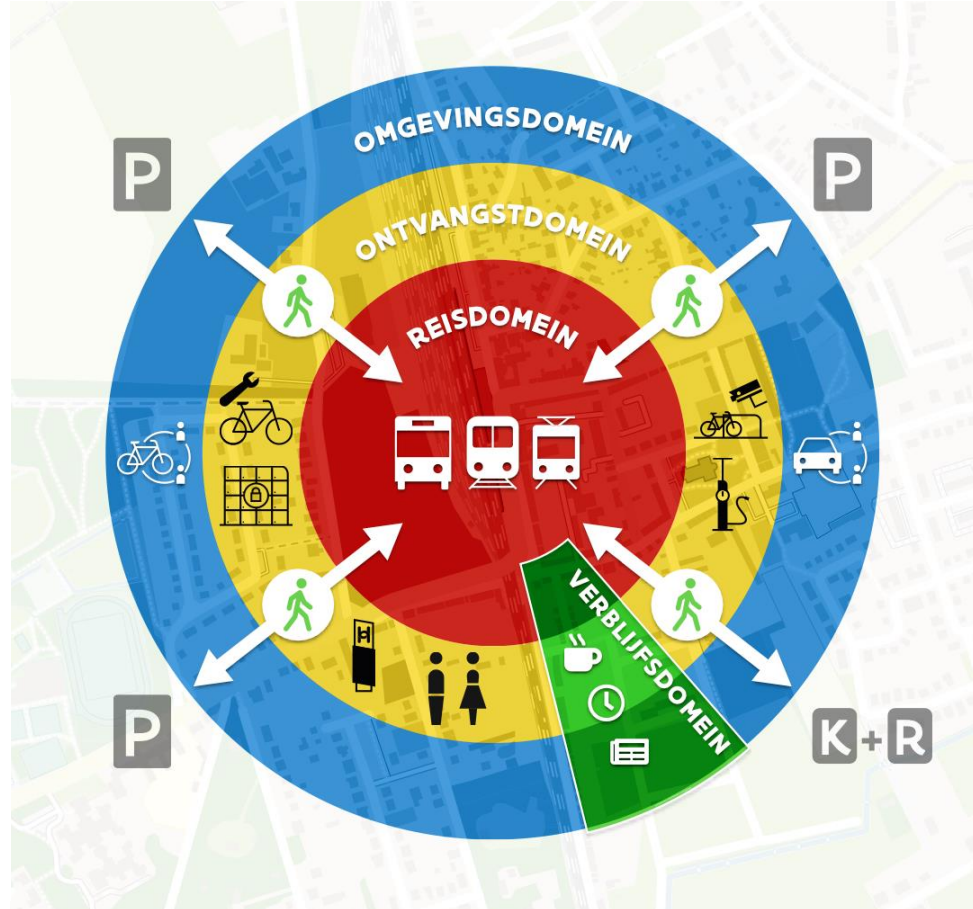 OMGEVINGSDOMEIN
P
P
ONTVANGSTDOMEIN
REISDOMEIN
VERBLIJFSDOMEIN
H
P
K+R